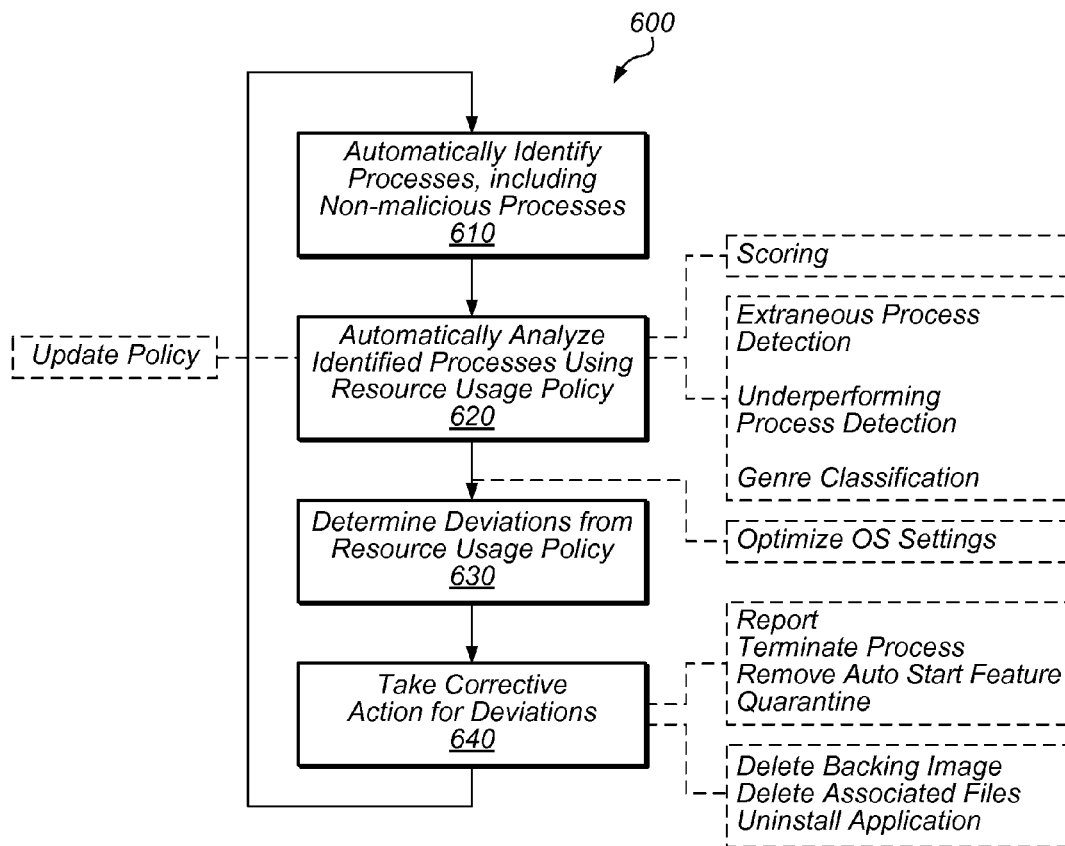 600
Automatically Identify
Processes, including
Non-malicious Processes
610
Scoring
Extraneous Process
Detection
Underperforming
Process Detection
Genre Classification
Update Policy
Automatically Analyze
Identified Processes Using
Resource Usage Policy
620
Optimize OS Settings
Determine Deviations from
Resource Usage Policy
630
Report
Terminate Process
Remove Auto Start Feature
Quarantine
Take Corrective
Action for Deviations
640
Delete Backing Image
Delete Associated Files
Uninstall Application